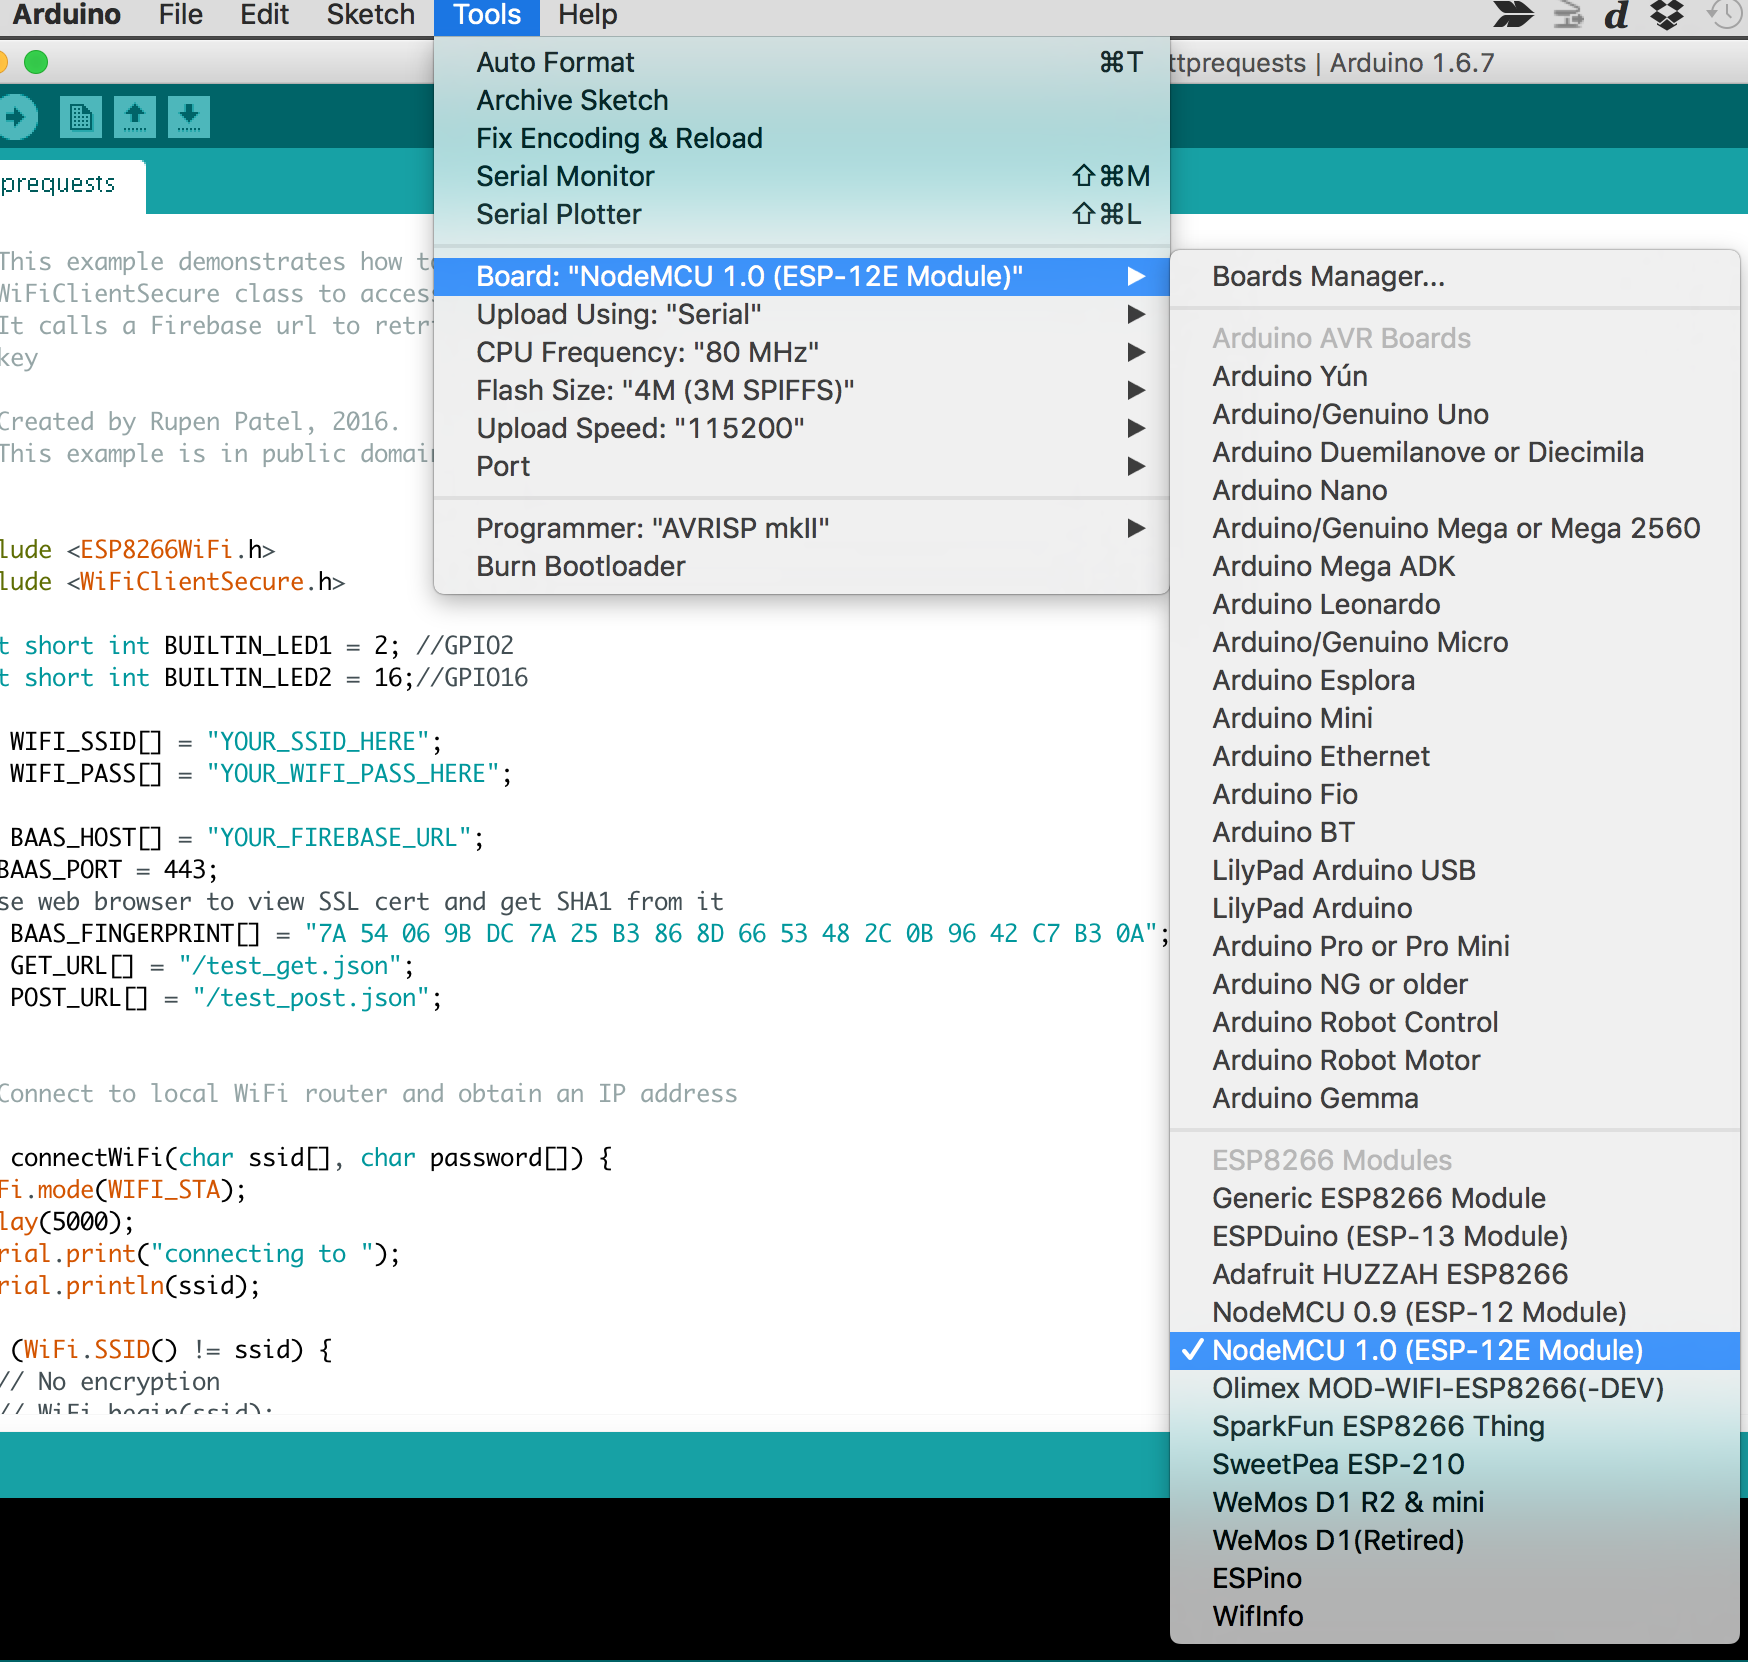 Arduino File Edit Sketch Tools Help
ttprequests | Arduino 1.6.7
prequests
Auto Format ⌘T
Archive Sketch
Fix Encoding & Reload
Serial Monitor ⇧⌘M
Serial Plotter ⇧⌘L
Board: "NodeMCU 1.0 (ESP-12E Module)" ▶
Upload Using: "Serial" ▶
CPU Frequency: "80 MHz" ▶
Flash Size: "4M (3M SPIFFS)" ▶
Upload Speed: "115200" ▶
Port ▶
Programmer: "AVRISP mkII" ▶
Burn Bootloader
Boards Manager...
Arduino AVR Boards
Arduino Yún
Arduino/Genuino Uno
Arduino Duemilanove or Diecimila
Arduino Nano
Arduino/Genuino Mega or Mega 2560
Arduino Mega ADK
Arduino Leonardo
Arduino/Genuino Micro
Arduino Esplora
Arduino Mini
Arduino Ethernet
Arduino Fio
Arduino BT
LilyPad Arduino USB
LilyPad Arduino
Arduino Pro or Pro Mini
Arduino NG or older
Arduino Robot Control
Arduino Robot Motor
Arduino Gemma
ESP8266 Modules
Generic ESP8266 Module
ESPDuino (ESP-13 Module)
Adafruit HUZZAH ESP8266
NodeMCU 0.9 (ESP-12 Module)
✓ NodeMCU 1.0 (ESP-12E Module)
Olimex MOD-WIFI-ESP8266(-DEV)
SparkFun ESP8266 Thing
SweetPea ESP-210
WeMos D1 R2 & mini
WeMos D1(Retired)
ESPino
WifInfo
This example demonstrates how to
WiFiClientSecure class to acces
It calls a Firebase url to retr
key
Created by Rupen Patel, 2016.
This example is in public domain
lude <ESP8266WiFi.h>
lude <WiFiClientSecure.h>
t short int BUILTIN_LED1 = 2; //GPIO2
t short int BUILTIN_LED2 = 16;//GPIO16
WIFI_SSID[] = "YOUR_SSID_HERE";
WIFI_PASS[] = "YOUR_WIFI_PASS_HERE";
BAAS_HOST[] = "YOUR_FIREBASE_URL";
BAAS_PORT = 443;
se web browser to view SSL cert and get SHA1 from it
BAAS_FINGERPRINT[] = "7A 54 06 9B DC 7A 25 B3 86 8D 66 53 48 2C 0B 96 42 C7 B3 0A";
GET_URL[] = "/test_get.json";
POST_URL[] = "/test_post.json";
Connect to local WiFi router and obtain an IP address
connectWiFi(char ssid[], char password[]) {
Fi.mode(WIFI_STA);
lay(5000);
rial.print("connecting to ");
rial.println(ssid);
(WiFi.SSID() != ssid) {
// No encryption
// WiFi.begin(ssid);